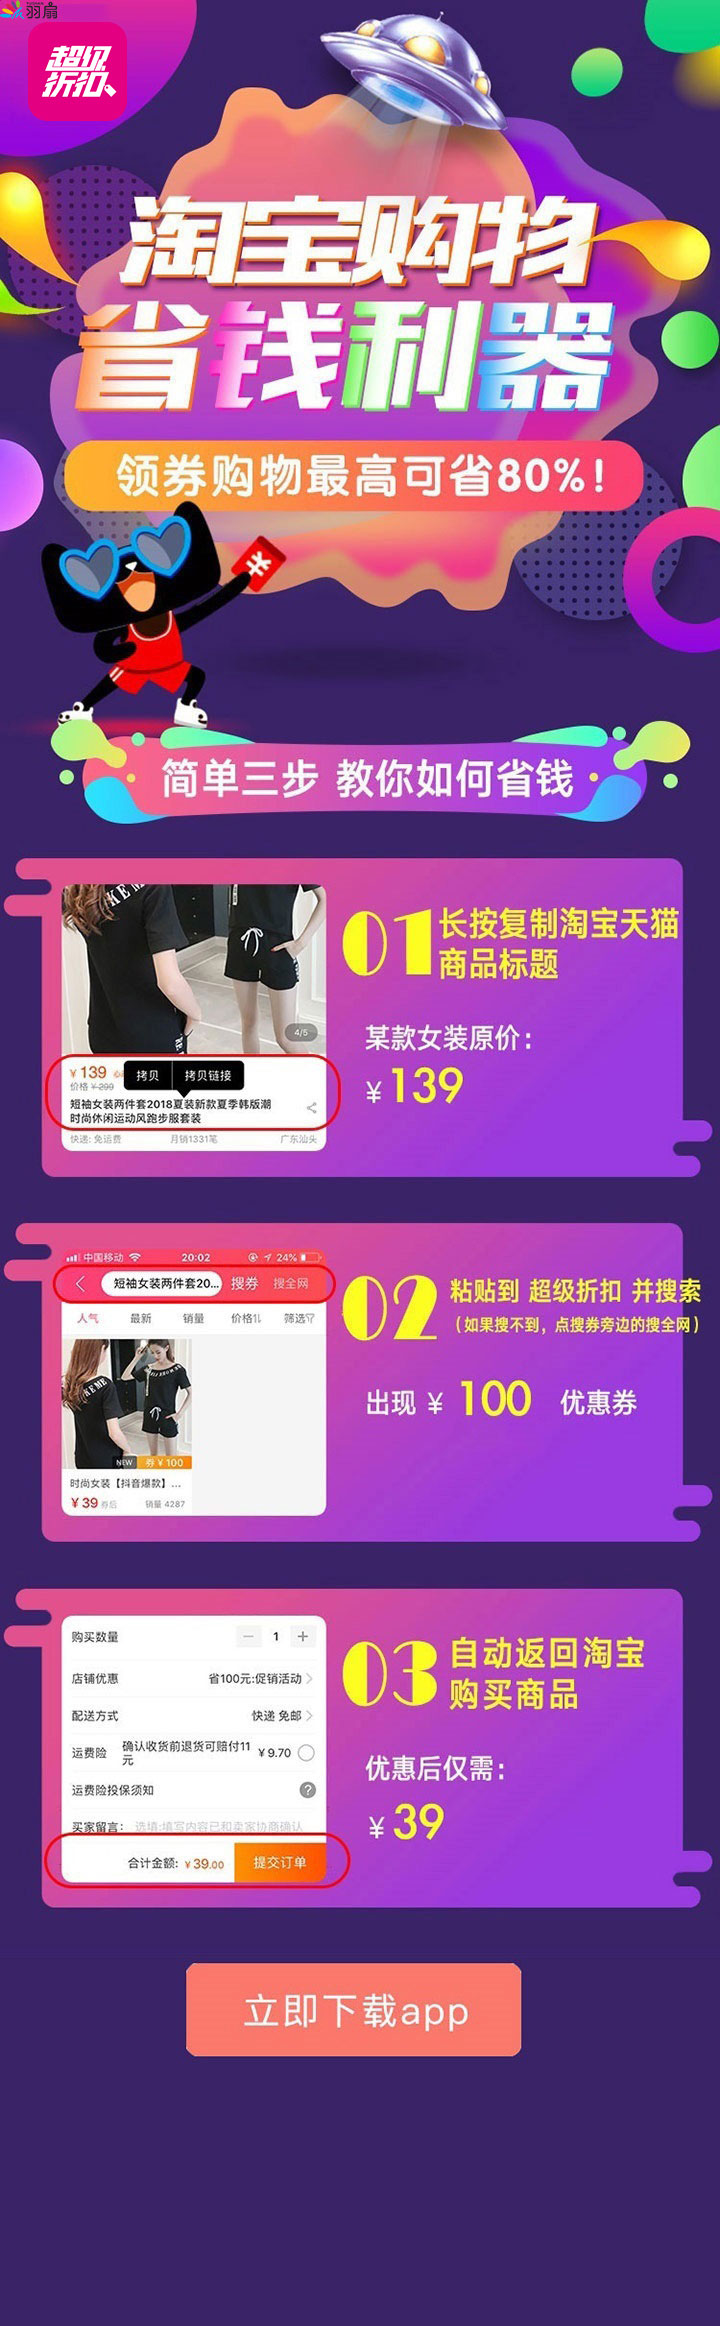 羽扇
超级
折扣
淘宝购物
省钱利器
领券购物最高可省80%!
简单三步 教你如何省钱
KEME
4/5
¥139
价格 ¥299
拷贝 拷贝链接
短袖女装两件套2018夏装新款夏季韩版潮
时尚休闲运动风跑步服套装
快递: 免运费 月销1331笔 广东汕头
01 长按复制淘宝天猫
商品标题
某款女装原价:
¥139
中国移动 20:02 24%
短袖女装两件套20... 搜券 搜全网
人气 最新 销量 价格 筛选
NEW 券 ¥100
时尚女装【抖音爆款】...
¥39 券后 销量 4287
02 粘贴到 超级折扣 并搜索
(如果搜不到, 点搜券旁边的搜全网)
出现 ¥ 100 优惠券
购买数量 — 1 +
店铺优惠 省100元:促销活动
配送方式 快递 免邮
运费险 确认收货前退货可赔付11元 ¥9.70
运费险投保须知 ?
买家留言: 选填:填写内容已和卖家协商确认
合计金额: ¥39.00 提交订单
03 自动返回淘宝
购买商品
优惠后仅需:
¥39
立即下载app